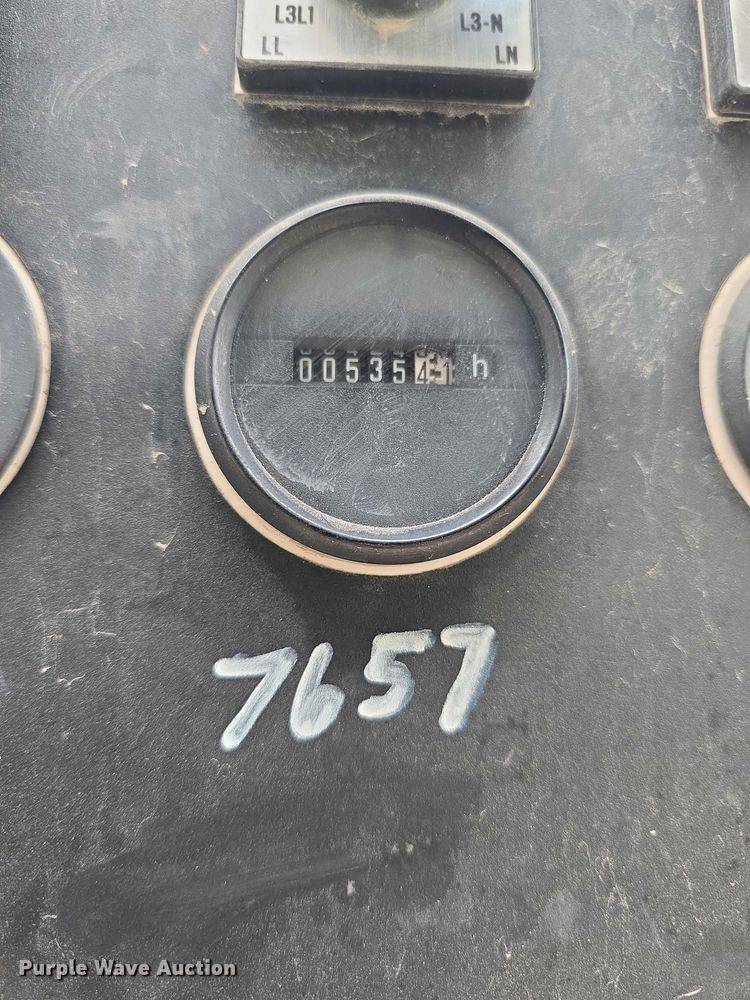 L3L1 L3-N
LL LN
00535 h
7657
Purple Wave Auction